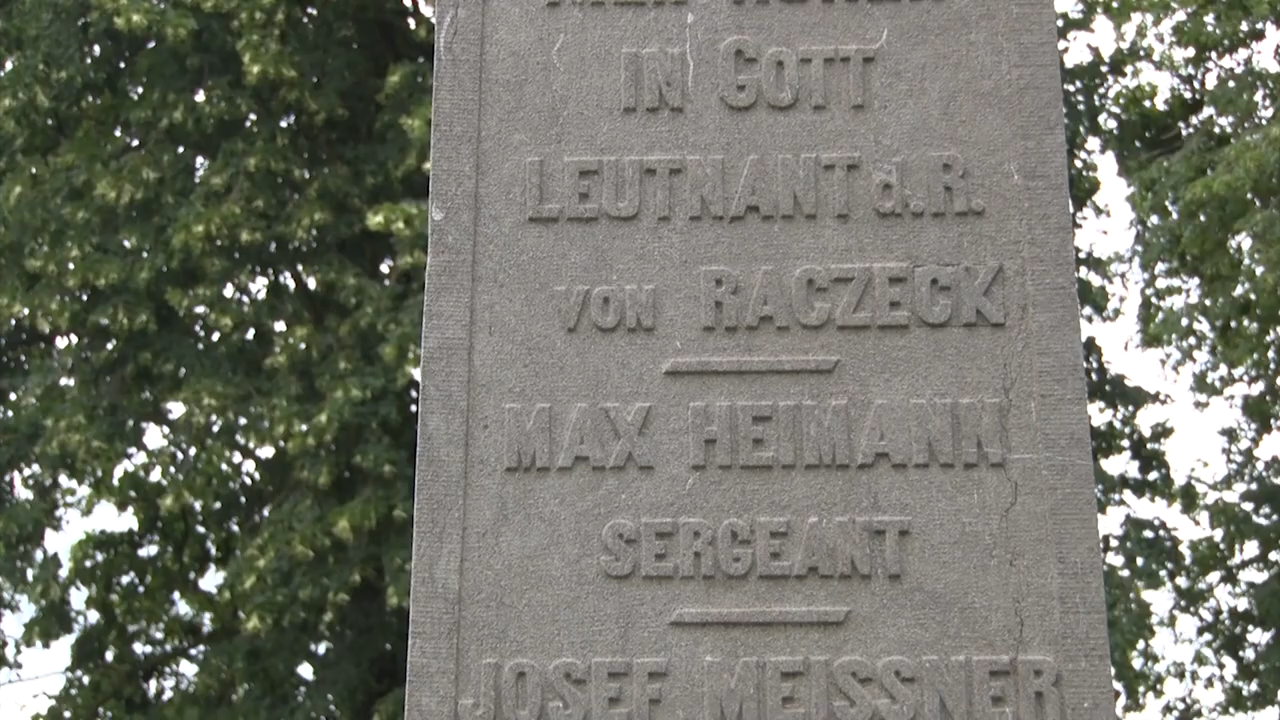 IN GOTT
LEUTNANT d.R.
VON RACZECK
MAX HEIMANN
SERGEANT
JOSEF MEISSNER